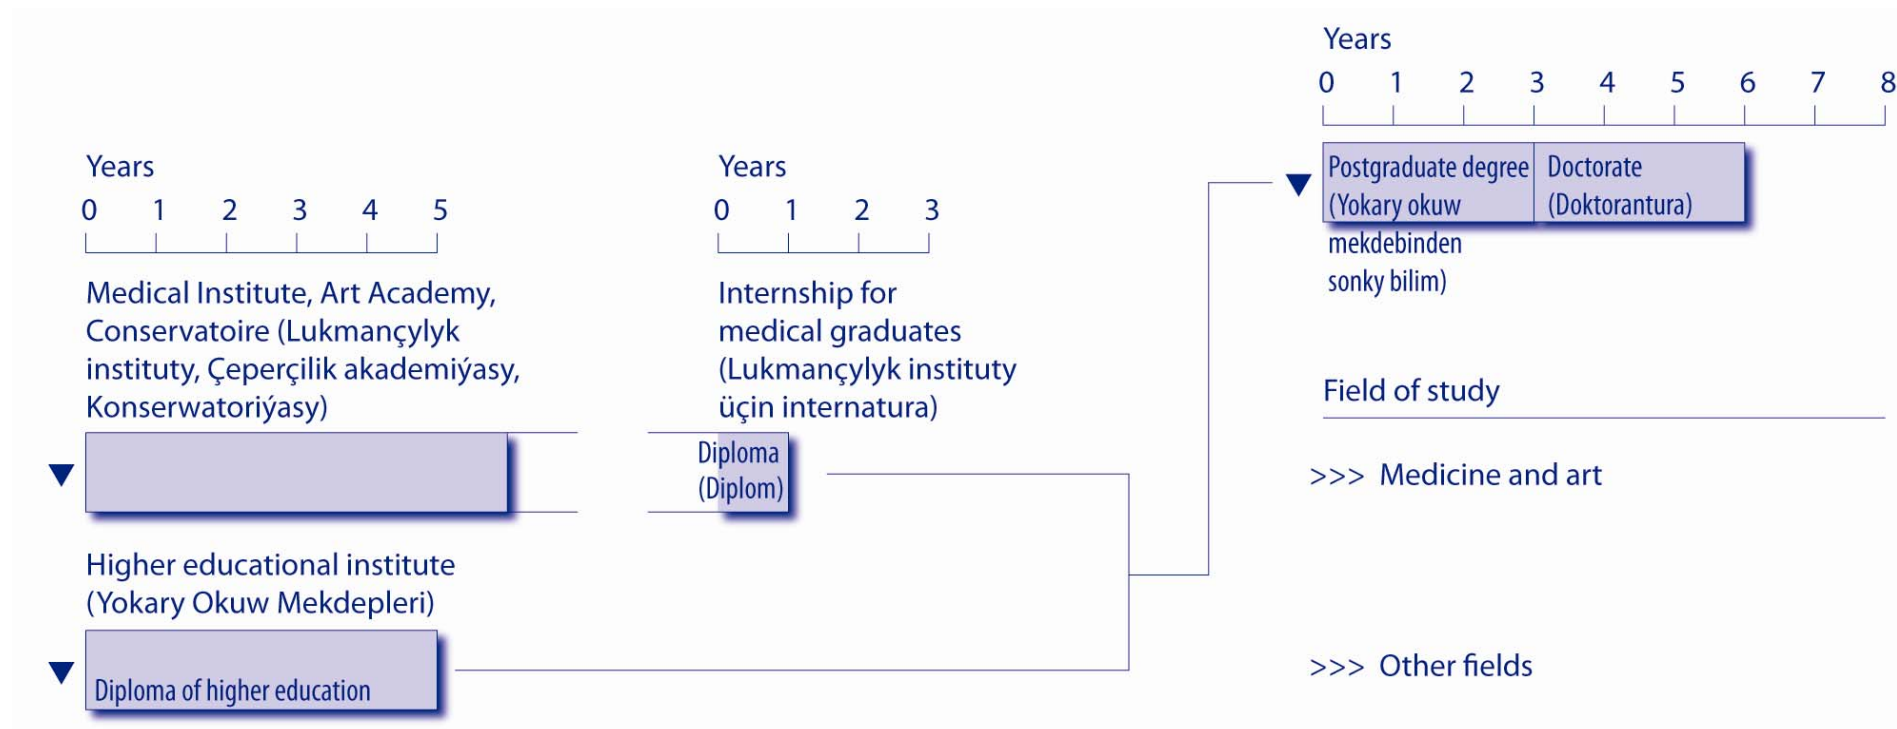 Years
0 1 2 3 4 5
Medical Institute, Art Academy,
Conservatoire (Lukmançylyk
instituty, Çeperçilik akademiýasy,
Konserwatoriýasy)
Higher educational institute
(Yokary Okuw Mekdepleri)
Diploma of higher education
Years
0 1 2 3
Internship for
medical graduates
(Lukmançylyk instituty
üçin internatura)
Diploma
(Diplom)
Years
0 1 2 3 4 5 6 7 8
Postgraduate degree
(Yokary okuw
mekdebinden
sonky bilim)
Doctorate
(Doktorantura)
Field of study
>>> Medicine and art
>>> Other fields